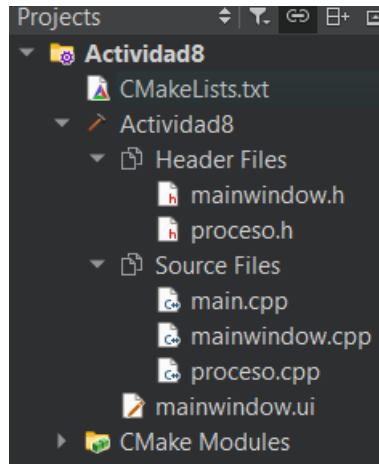 Projects
Actividad8
CMakeLists.txt
Actividad8
Header Files
mainwindow.h
proceso.h
Source Files
main.cpp
mainwindow.cpp
proceso.cpp
mainwindow.ui
CMake Modules